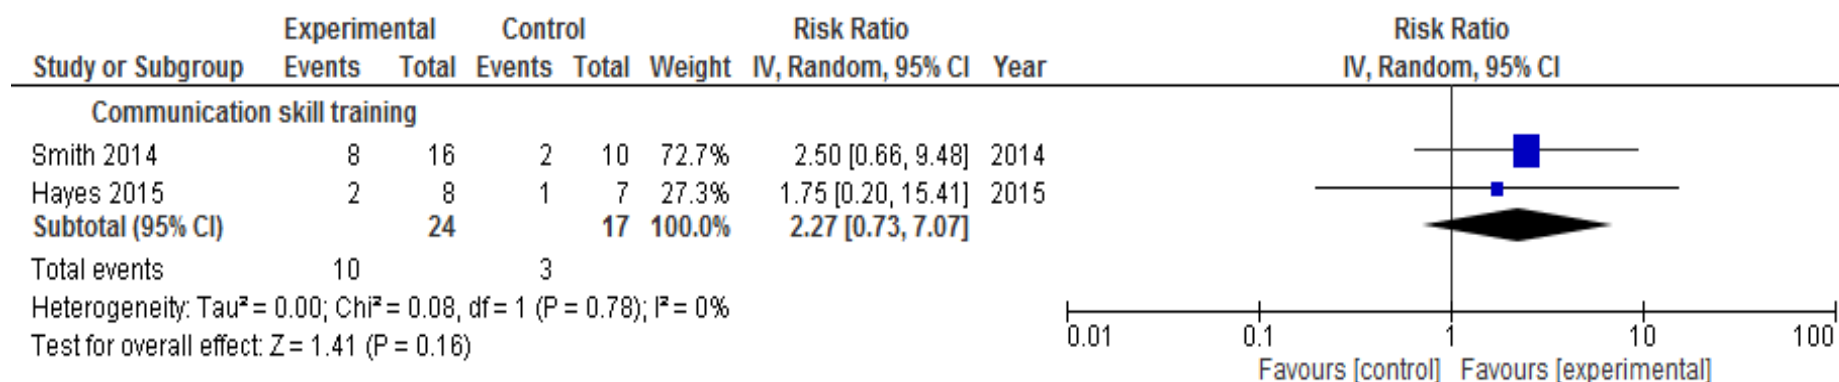 Experimental Control Risk Ratio Risk Ratio
Study or Subgroup Events Total Events Total Weight IV, Random, 95% CI Year IV, Random, 95% CI
Communication skill training
Smith 2014 8 16 2 10 72.7% 2.50 [0.66, 9.48] 2014
Hayes 2015 2 8 1 7 27.3% 1.75 [0.20, 15.41] 2015
Subtotal (95% CI) 24 17 100.0% 2.27 [0.73, 7.07]
Total events 10 3
Heterogeneity: Tau² = 0.00; Chi² = 0.08, df = 1 (P = 0.78); I² = 0%
Test for overall effect: Z = 1.41 (P = 0.16)
0.01 0.1 1 10 100
Favours [control] Favours [experimental]